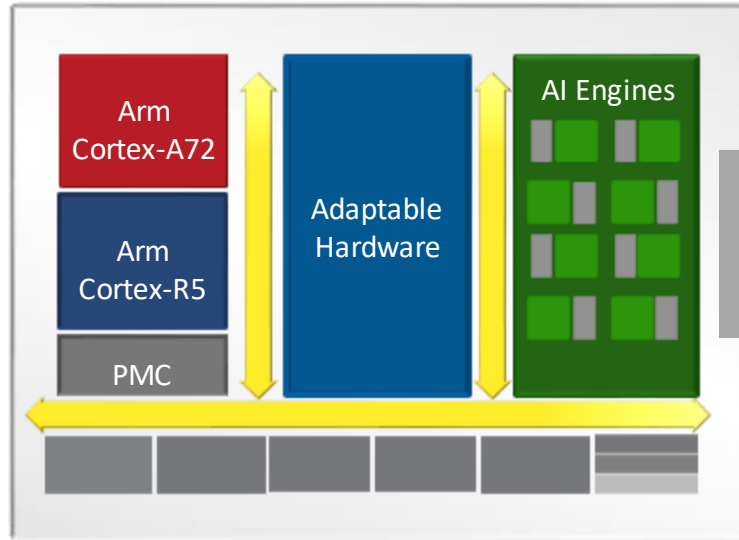 Arm
Cortex-A72
Arm
Cortex-R5
PMC
Adaptable
Hardware
AI Engines